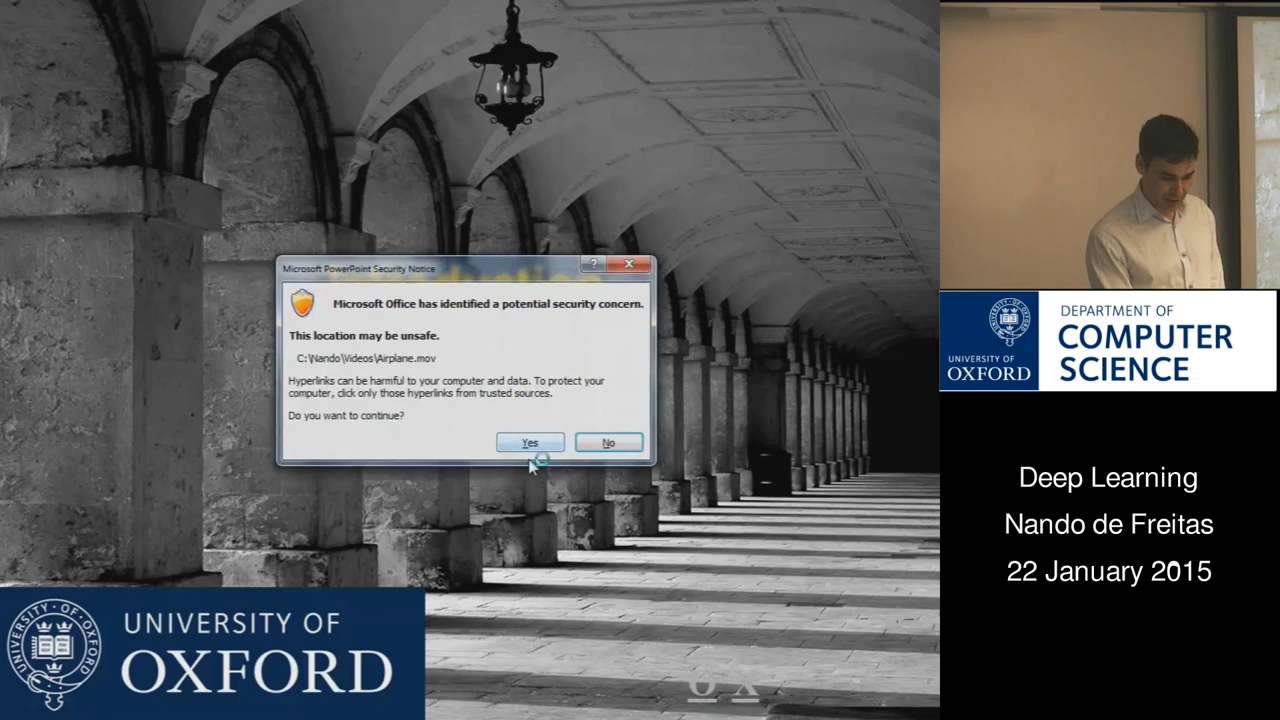 Microsoft PowerPoint Security Notice
Microsoft Office has identified a potential security concern.
This location may be unsafe.
C:\Nando\Videos\Airplane.mov
Hyperlinks can be harmful to your computer and data. To protect your
computer, click only those hyperlinks from trusted sources.
Do you want to continue?
Yes
No
UNIVERSITY OF
OXFORD
UNIVERSITY OF
OXFORD
DEPARTMENT OF
COMPUTER
SCIENCE
Deep Learning
Nando de Freitas
22 January 2015